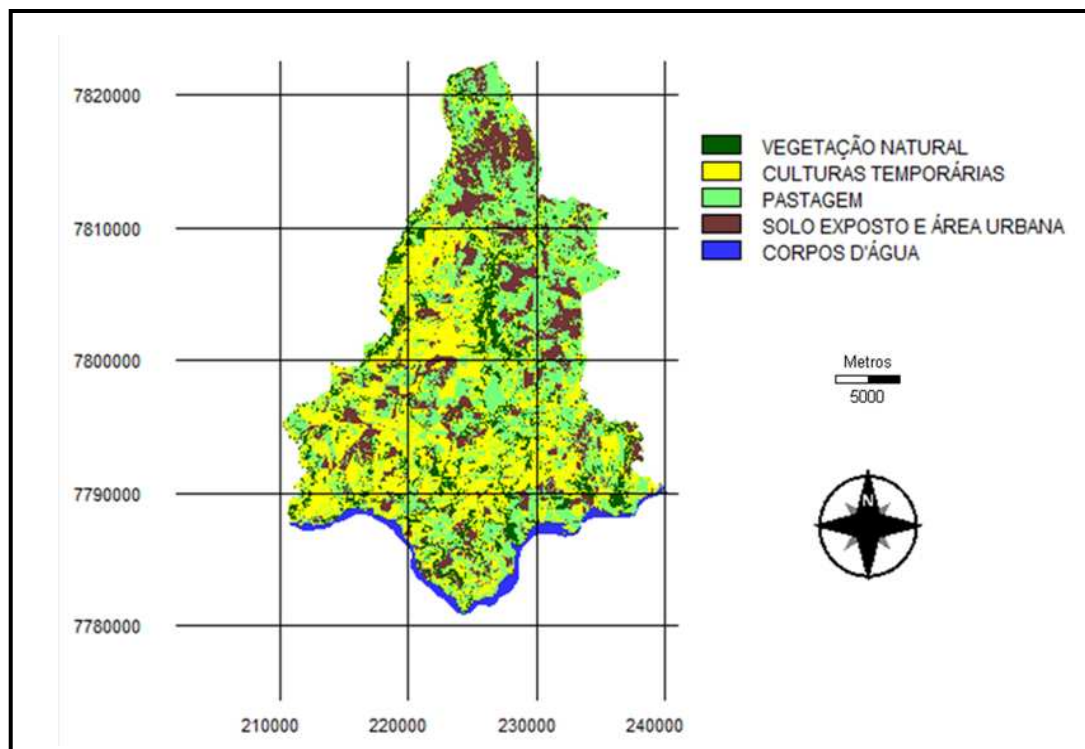 7820000
VEGETAÇÃO NATURAL
CULTURAS TEMPORÁRIAS
PASTAGEM
SOLO EXPOSTO E ÁREA URBANA
CORPOS D'ÁGUA
7810000
7800000
Metros
5000
7790000
N
7780000
210000
220000
230000
240000